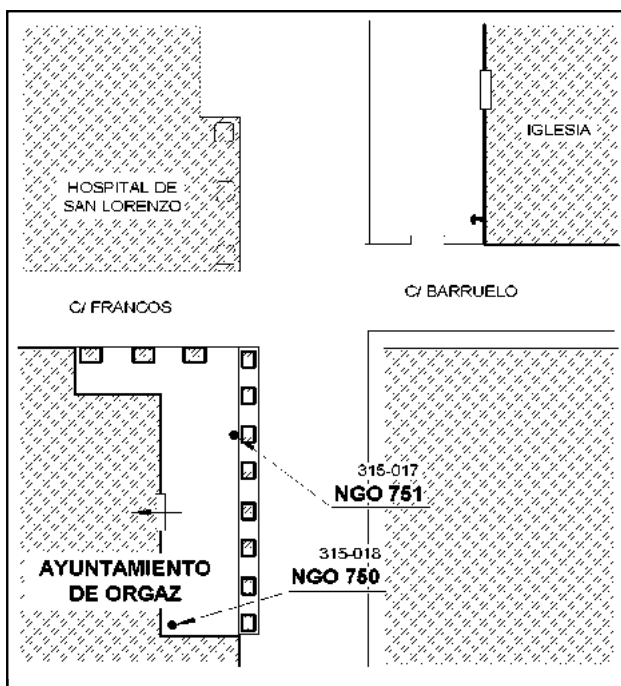 IGLESIA
HOSPITAL DE
SAN LORENZO
C/ BARRUELO
C/ FRANCOS
315-017
NGO 751
315-018
NGO 750
AYUNTAMIENTO
DE ORGAZ